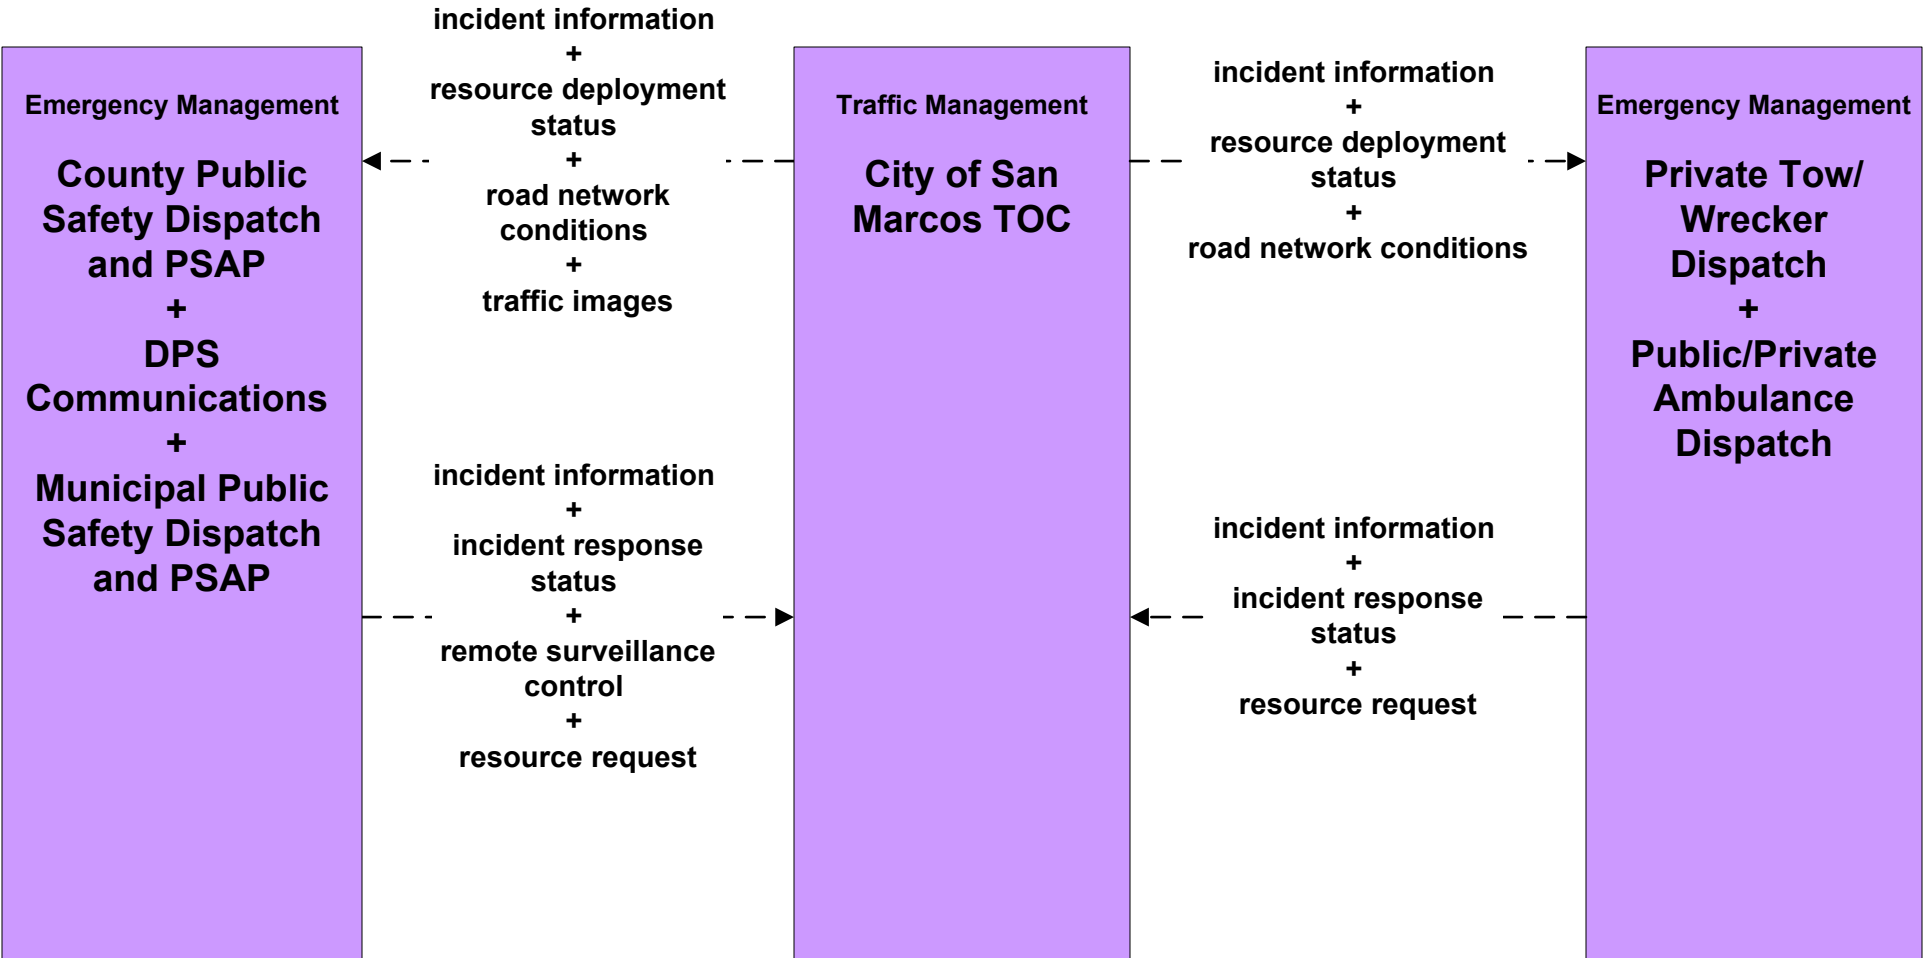 Emergency Management
County Public
Safety Dispatch
and PSAP
+
DPS
Communications
+
Municipal Public
Safety Dispatch
and PSAP
incident information
+
resource deployment
status
+
road network
conditions
+
traffic images
incident information
+
incident response
status
+
remote surveillance
control
+
resource request
Traffic Management
City of San
Marcos TOC
incident information
+
resource deployment
status
+
road network conditions
incident information
+
incident response
status
+
resource request
Emergency Management
Private Tow/
Wrecker
Dispatch
+
Public/Private
Ambulance
Dispatch